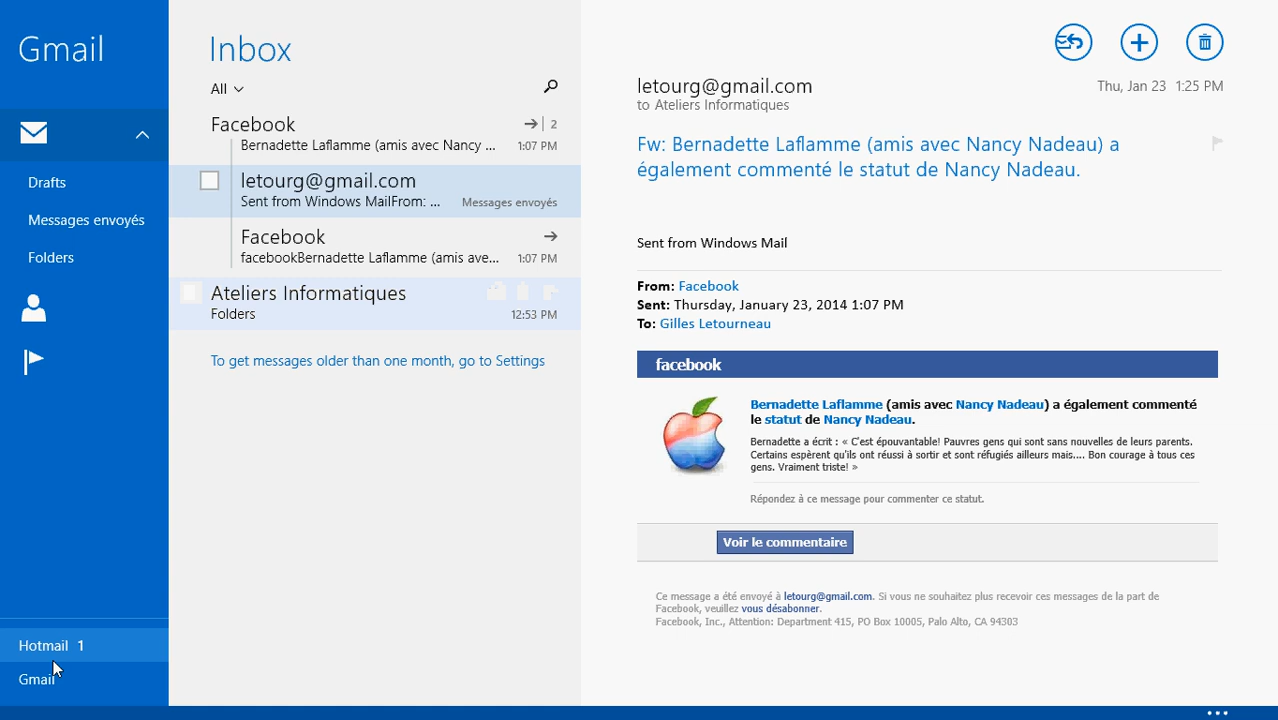 Gmail
Drafts
Messages envoyés
Folders
Hotmail 1
Gmail
Inbox
All
Facebook 2
Bernadette Laflamme (amis avec Nancy ... 1:07 PM
letourg@gmail.com
Sent from Windows MailFrom: ... Messages envoyés
Facebook
facebookBernadette Laflamme (amis ave... 1:07 PM
Ateliers Informatiques
Folders 12:53 PM
To get messages older than one month, go to Settings
letourg@gmail.com Thu, Jan 23 1:25 PM
to Ateliers Informatiques
Fw: Bernadette Laflamme (amis avec Nancy Nadeau) a
également commenté le statut de Nancy Nadeau.
Sent from Windows Mail
From: Facebook
Sent: Thursday, January 23, 2014 1:07 PM
To: Gilles Letourneau
facebook
Bernadette Laflamme (amis avec Nancy Nadeau) a également commenté
le statut de Nancy Nadeau.
Bernadette a écrit : « C'est épouvantable! Pauvres gens qui sont sans nouvelles de leurs parents.
Certains espèrent qu'ils ont réussi à sortir et sont réfugiés ailleurs mais.... Bon courage à tous ces
gens. Vraiment triste! »
Répondez à ce message pour commenter ce statut.
Voir le commentaire
Ce message a été envoyé à letourg@gmail.com. Si vous ne souhaitez plus recevoir ces messages de la part de
Facebook, veuillez vous désabonner.
Facebook, Inc., Attention: Department 415, PO Box 10005, Palo Alto, CA 94303